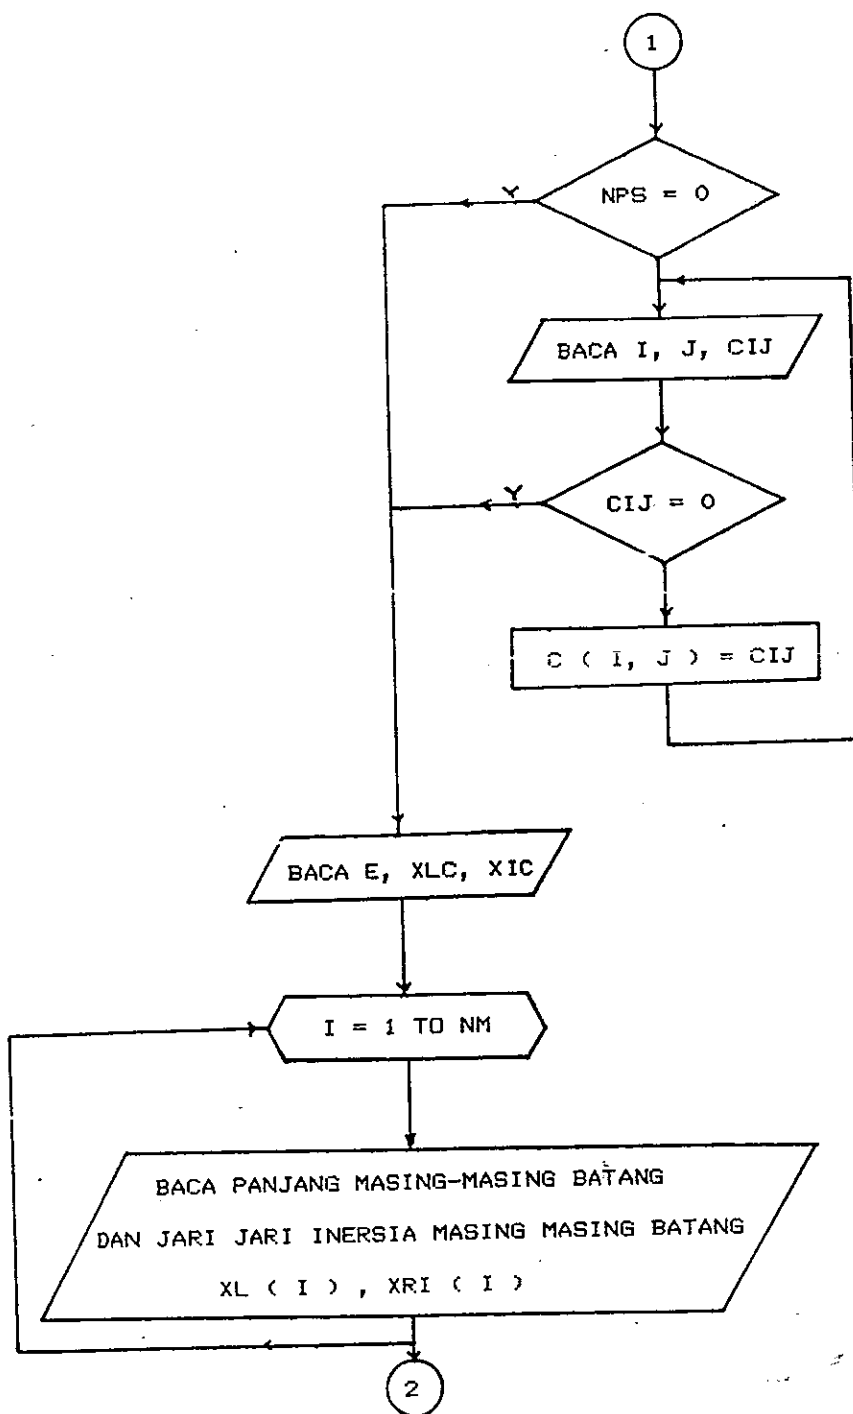 1
NPS = 0
Y
BACA I, J, CIJ
Y
CIJ = 0
C ( I, J ) = CIJ
BACA E, XLC, XIC
I = 1 TO NM
BACA PANJANG MASING-MASING BATANG
DAN JARI JARI INERSIA MASING MASING BATANG
XL ( I ) , XRI ( I )
2